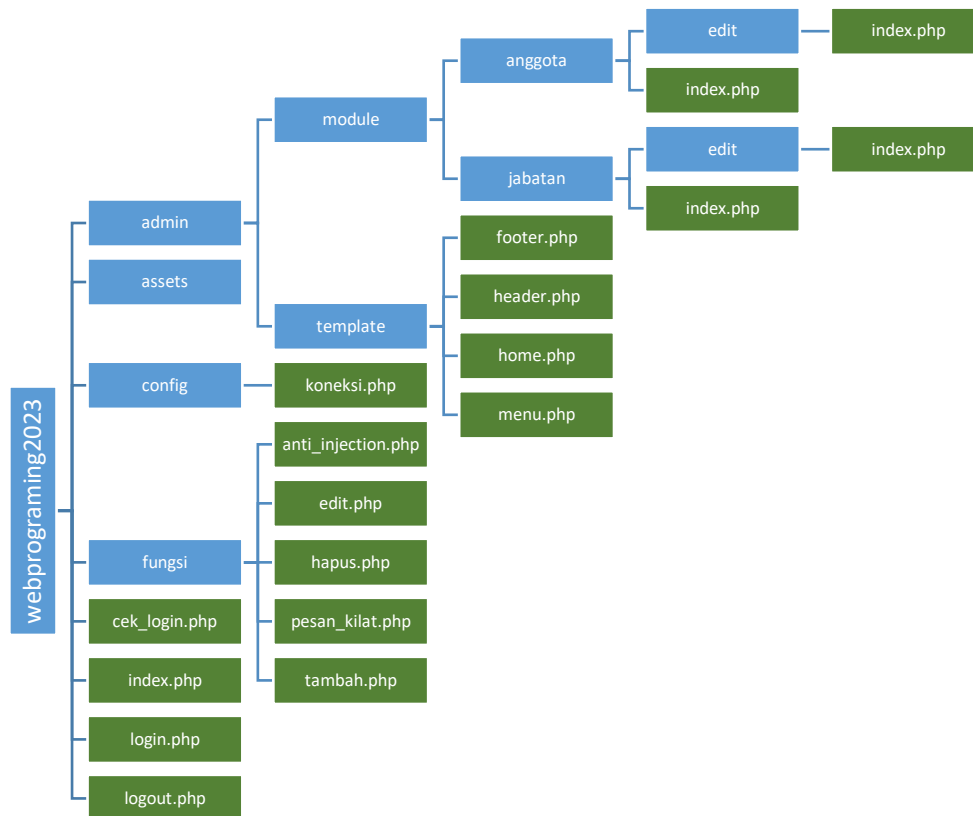 webprograming2023
admin
module
anggota
edit
index.php
index.php
jabatan
edit
index.php
index.php
template
footer.php
header.php
home.php
menu.php
assets
config
koneksi.php
fungsi
anti_injection.php
edit.php
hapus.php
pesan_kilat.php
tambah.php
cek_login.php
index.php
login.php
logout.php